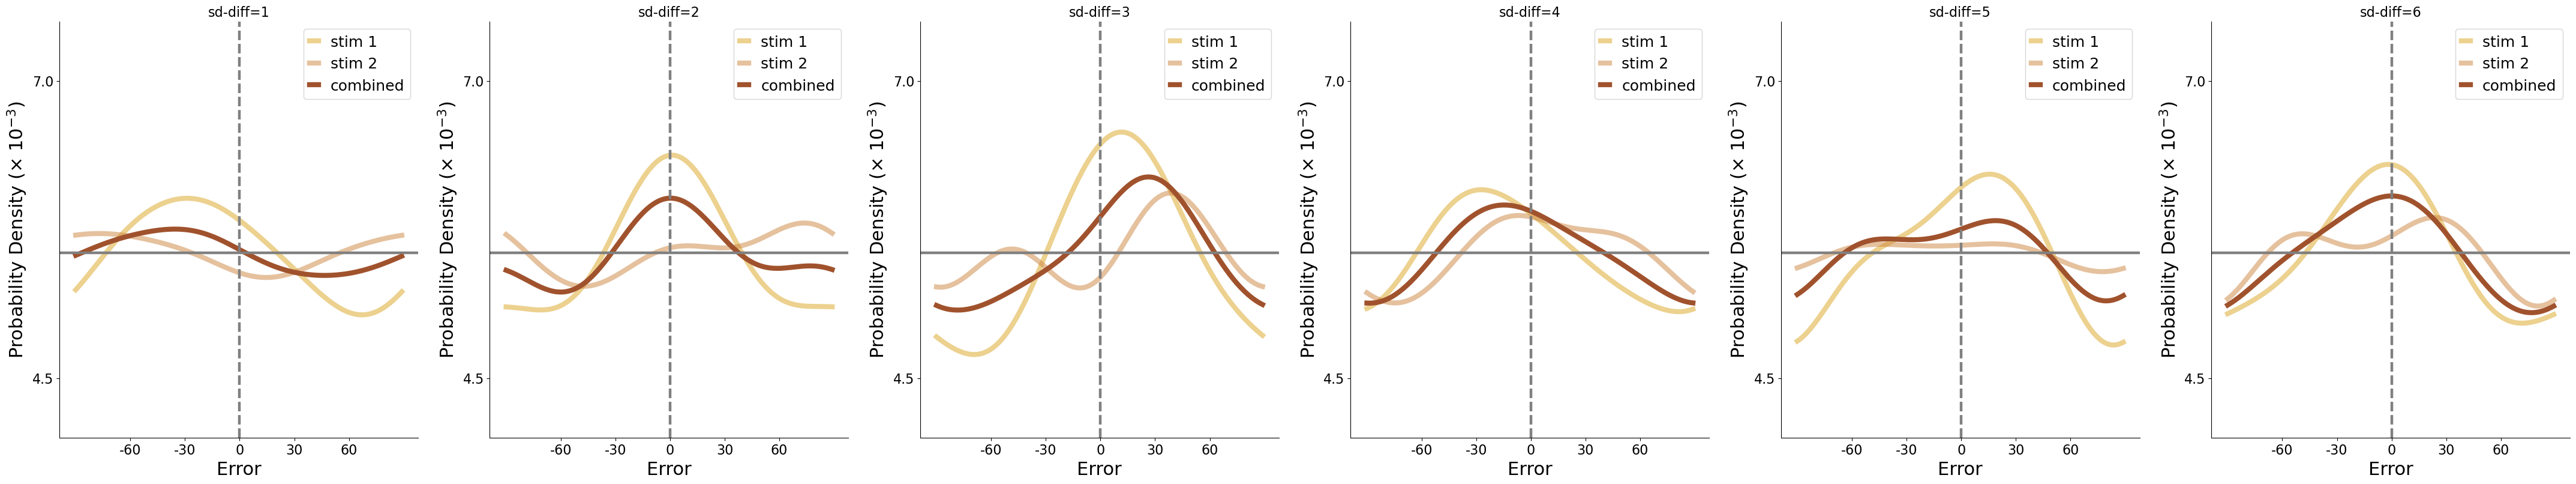 sd-diff=1
Probability Density (× 10⁻³)
7.0
4.5
stim 1
stim 2
combined
-60 -30 0 30 60
Error
sd-diff=2
Probability Density (× 10⁻³)
7.0
4.5
stim 1
stim 2
combined
-60 -30 0 30 60
Error
sd-diff=3
Probability Density (× 10⁻³)
7.0
4.5
stim 1
stim 2
combined
-60 -30 0 30 60
Error
sd-diff=4
Probability Density (× 10⁻³)
7.0
4.5
stim 1
stim 2
combined
-60 -30 0 30 60
Error
sd-diff=5
Probability Density (× 10⁻³)
7.0
4.5
stim 1
stim 2
combined
-60 -30 0 30 60
Error
sd-diff=6
Probability Density (× 10⁻³)
7.0
4.5
stim 1
stim 2
combined
-60 -30 0 30 60
Error